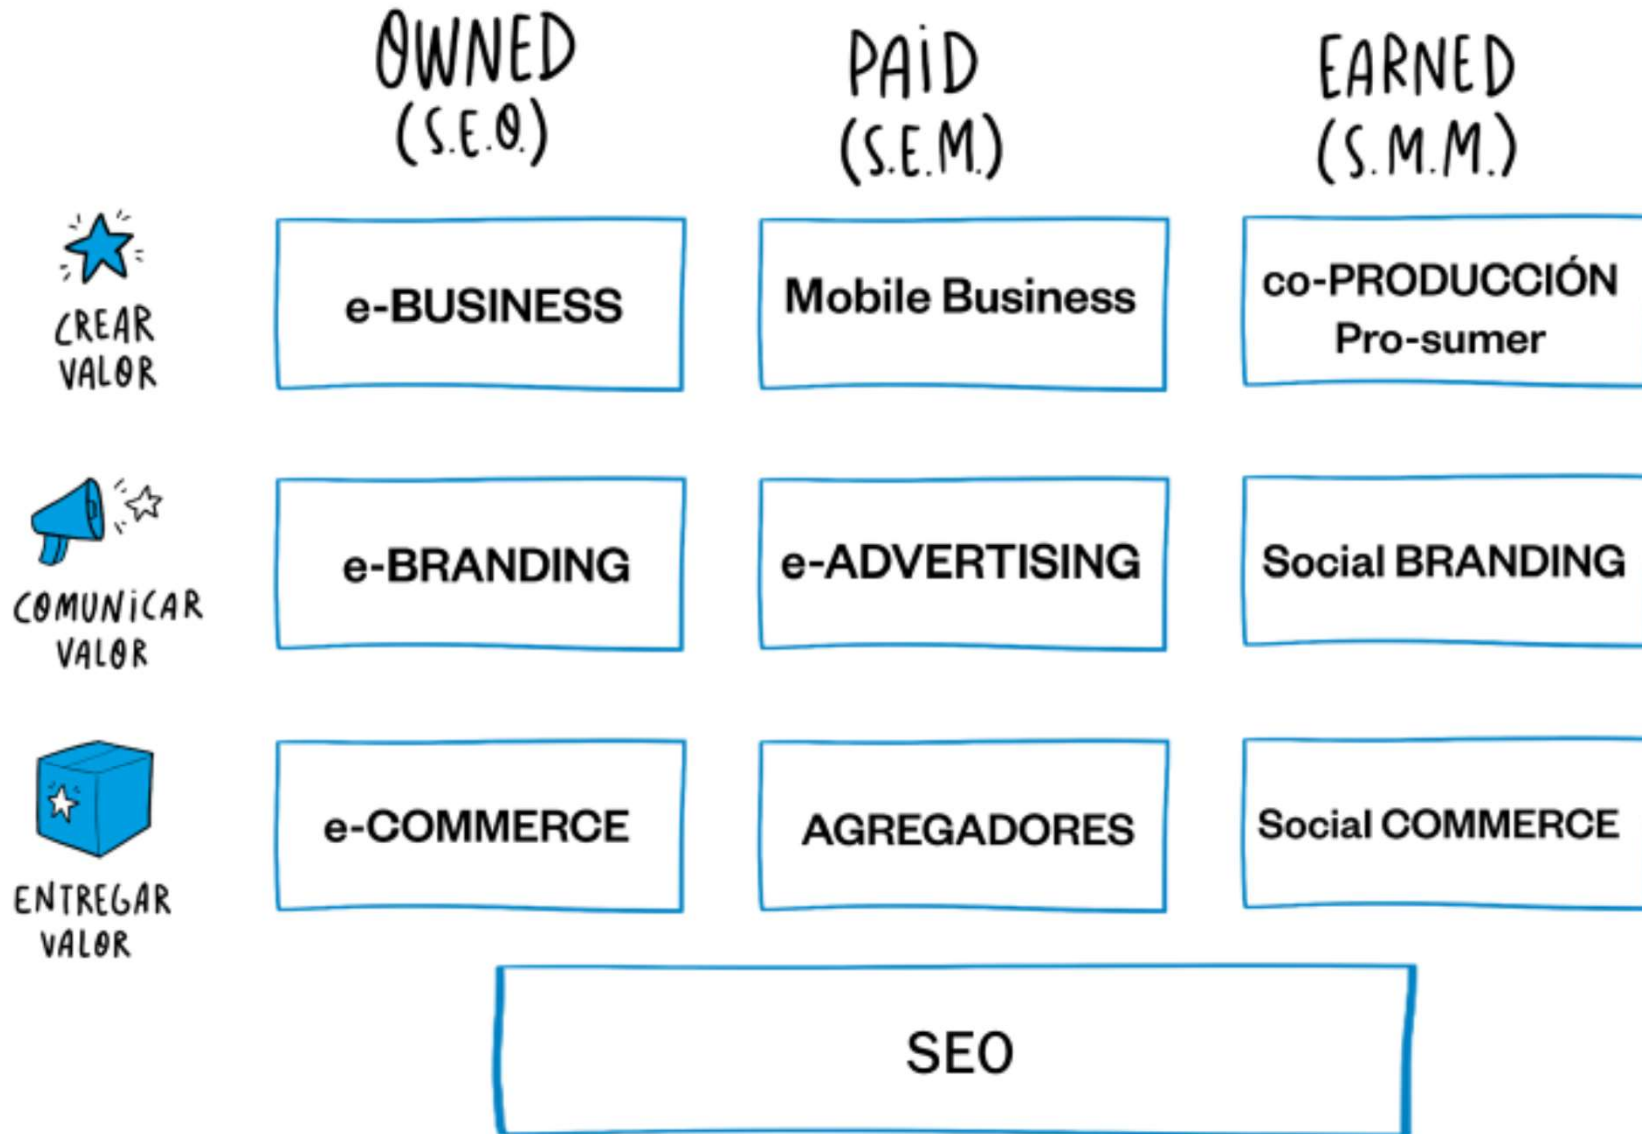 OWNED
(S.E.O.)
PAiD
(S.E.M.)
EARNED
(S.M.M.)
CREAR
VALOR
e-BUSINESS
Mobile Business
co-PRODUCCIÓN
Pro-sumer
COMUNiCAR
VALOR
e-BRANDING
e-ADVERTISING
Social BRANDING
ENTREGAR
VALOR
e-COMMERCE
AGREGADORES
Social COMMERCE
SEO